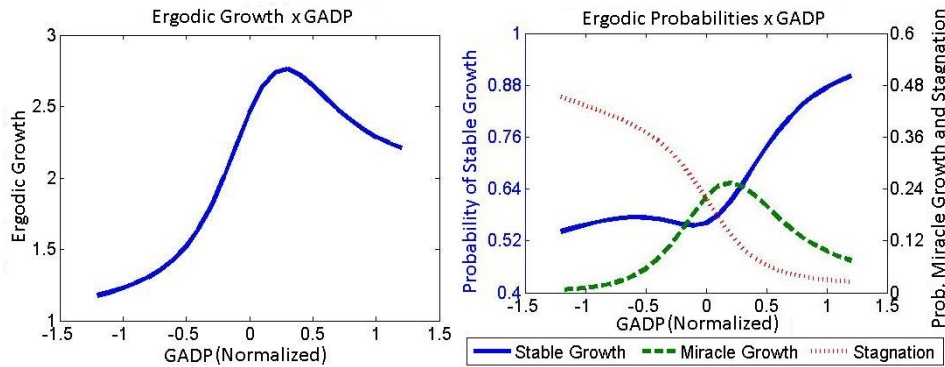 Ergodic Growth x GADP
3
2.5
2
1.5
1
Ergodic Growth
-1.5 -1 -0.5 0 0.5 1 1.5
GADP (Normalized)
Ergodic Probabilities x GADP
1
0.88
0.76
0.64
0.52
0.4
Probability of Stable Growth
0.6
0.48
0.36
0.24
0.12
0
Prob. Miracle Growth and Stagnation
-1.5 -1 -0.5 0 0.5 1 1.5
GADP (Normalized)
Stable Growth Miracle Growth Stagnation